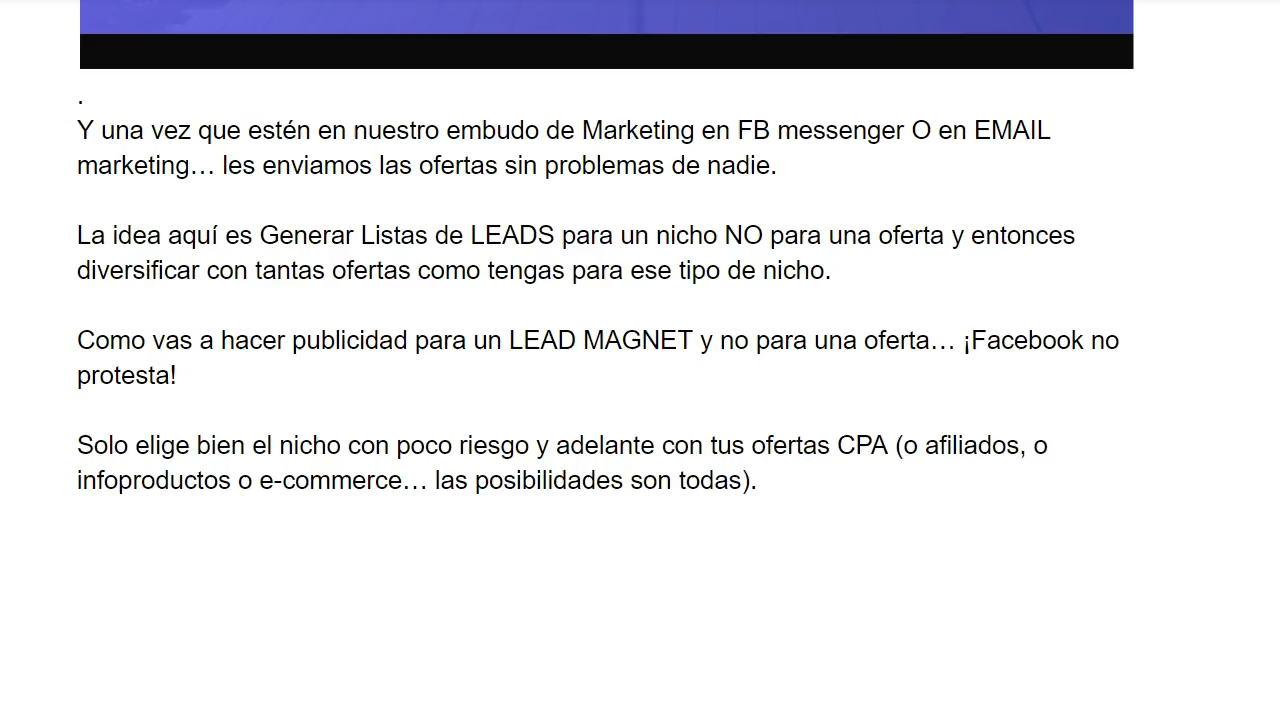 .
Y una vez que estén en nuestro embudo de Marketing en FB messenger O en EMAIL
marketing… les enviamos las ofertas sin problemas de nadie.
La idea aquí es Generar Listas de LEADS para un nicho NO para una oferta y entonces
diversificar con tantas ofertas como tengas para ese tipo de nicho.
Como vas a hacer publicidad para un LEAD MAGNET y no para una oferta… ¡Facebook no
protesta!
Solo elige bien el nicho con poco riesgo y adelante con tus ofertas CPA (o afiliados, o
infoproductos o e-commerce… las posibilidades son todas).